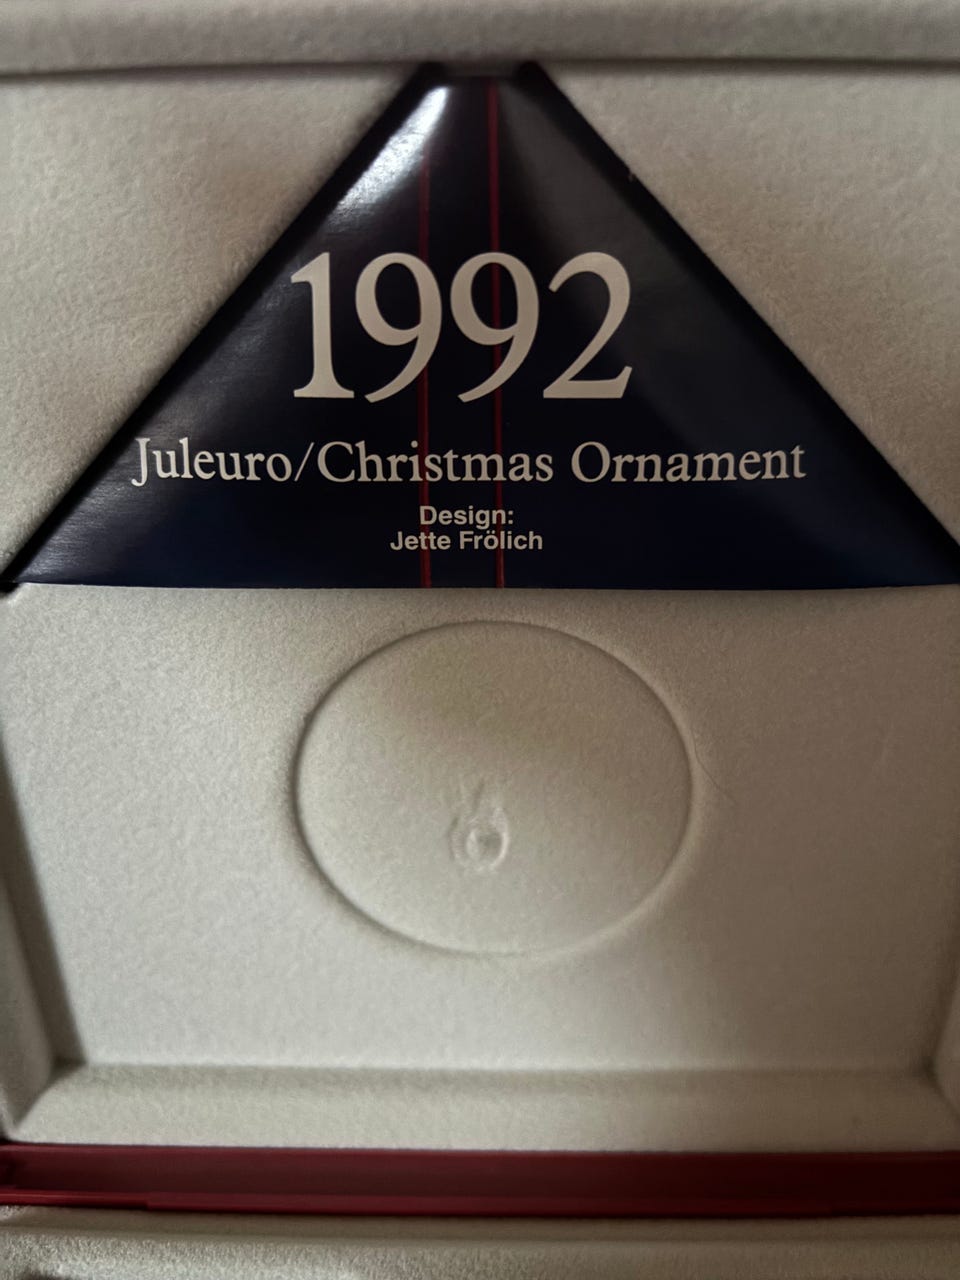 1992
Juleuro/Christmas Ornament
Design:
Jette Frölich